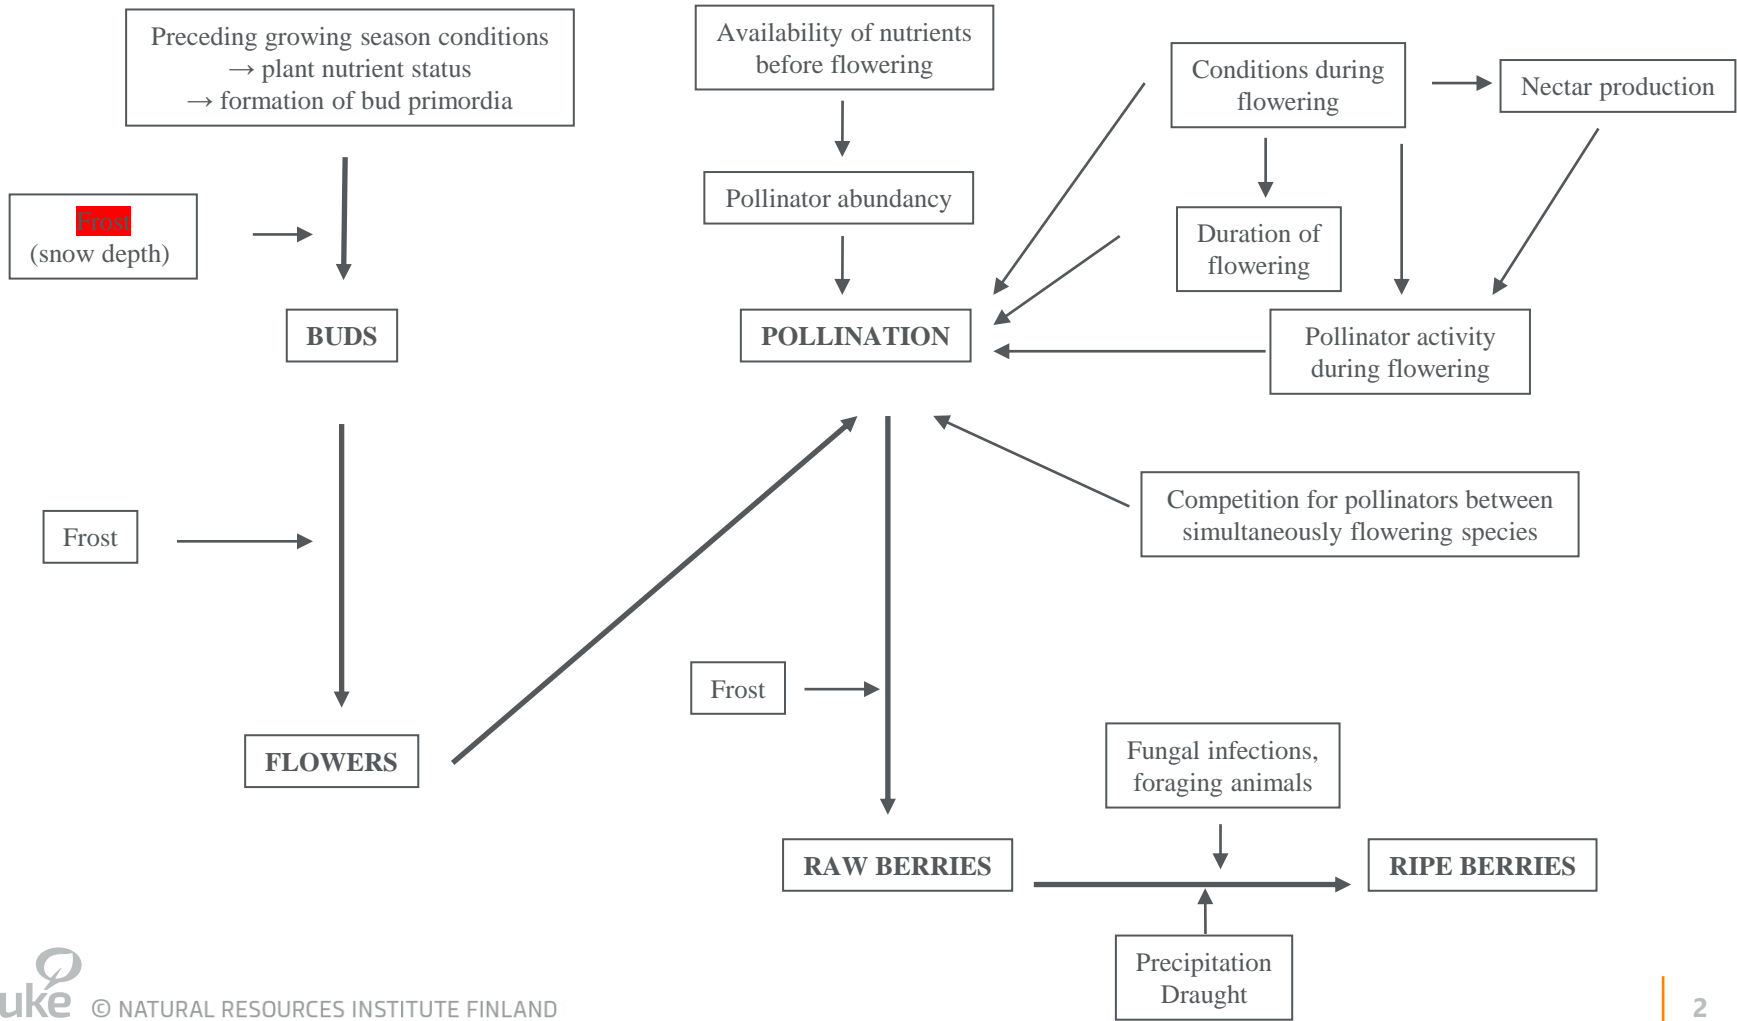 Preceding growing season conditions
→ plant nutrient status
→ formation of bud primordia
Availability of nutrients
before flowering
Conditions during
flowering
Nectar production
Pollinator abundancy
Frost
(snow depth)
Duration of
flowering
BUDS
POLLINATION
Pollinator activity
during flowering
Competition for pollinators between
simultaneously flowering species
Frost
Frost
FLOWERS
Fungal infections,
foraging animals
RAW BERRIES
RIPE BERRIES
Precipitation
Draught
uke
© NATURAL RESOURCES INSTITUTE FINLAND
2